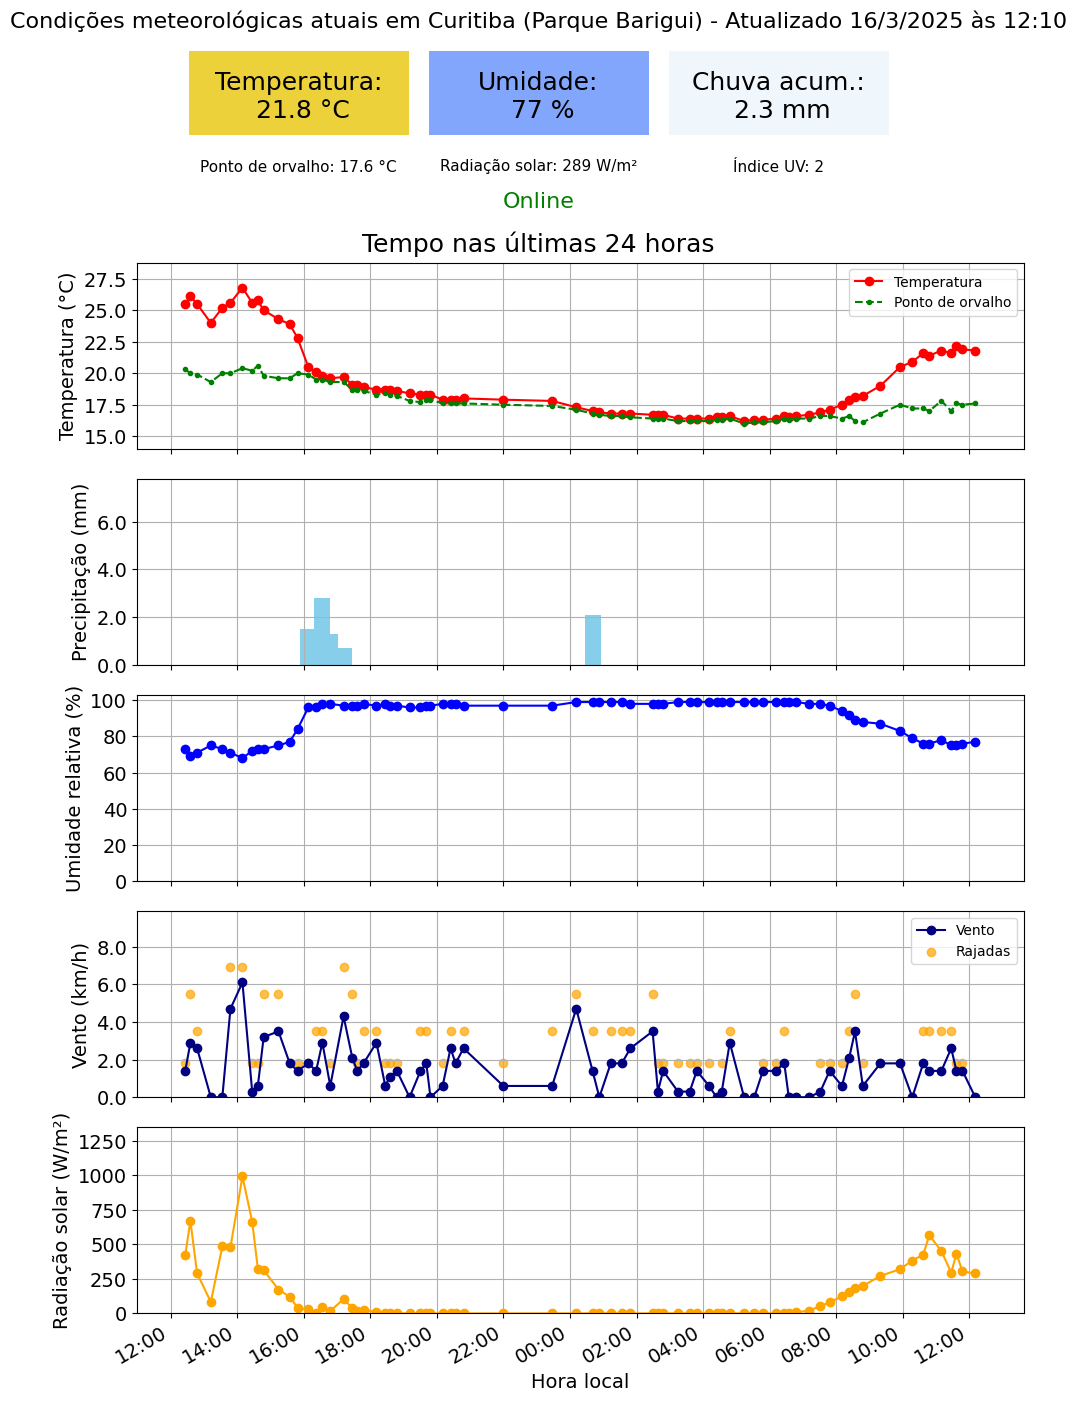 Condições meteorológicas atuais em Curitiba (Parque Barigui) - Atualizado 16/3/2025 às 12:10
Temperatura:
21.8 °C
Umidade:
77 %
Chuva acum.:
2.3 mm
Ponto de orvalho: 17.6 °C
Radiação solar: 289 W/m²
Índice UV: 2
Online
Tempo nas últimas 24 horas
Temperatura (°C)
27.5
25.0
22.5
20.0
17.5
15.0
Temperatura
Ponto de orvalho
Precipitação (mm)
6.0
4.0
2.0
0.0
Umidade relativa (%)
100
80
60
40
20
0
Vento (km/h)
8.0
6.0
4.0
2.0
0.0
Vento
Rajadas
Radiação solar (W/m²)
1250
1000
750
500
250
0
12:00
14:00
16:00
18:00
20:00
22:00
00:00
02:00
04:00
06:00
08:00
10:00
12:00
Hora local